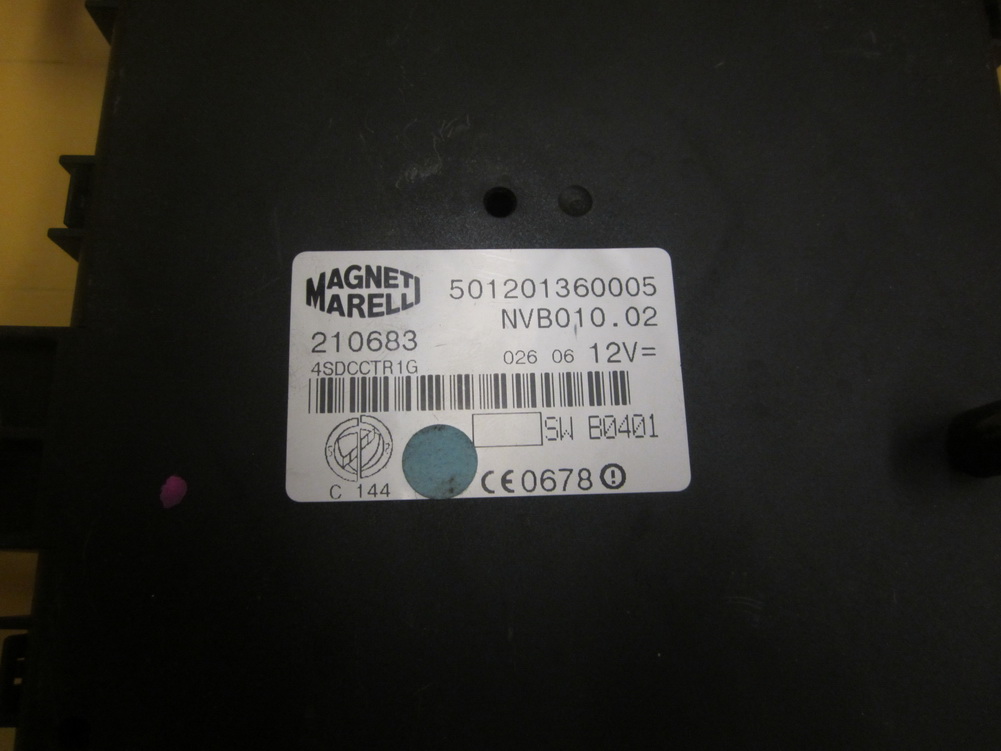 MAGNETI MARELLI
501201360005
NVB010.02
210683
4SDCCTR1G
026 06 12V=
SW B0401
C 144
CE0678